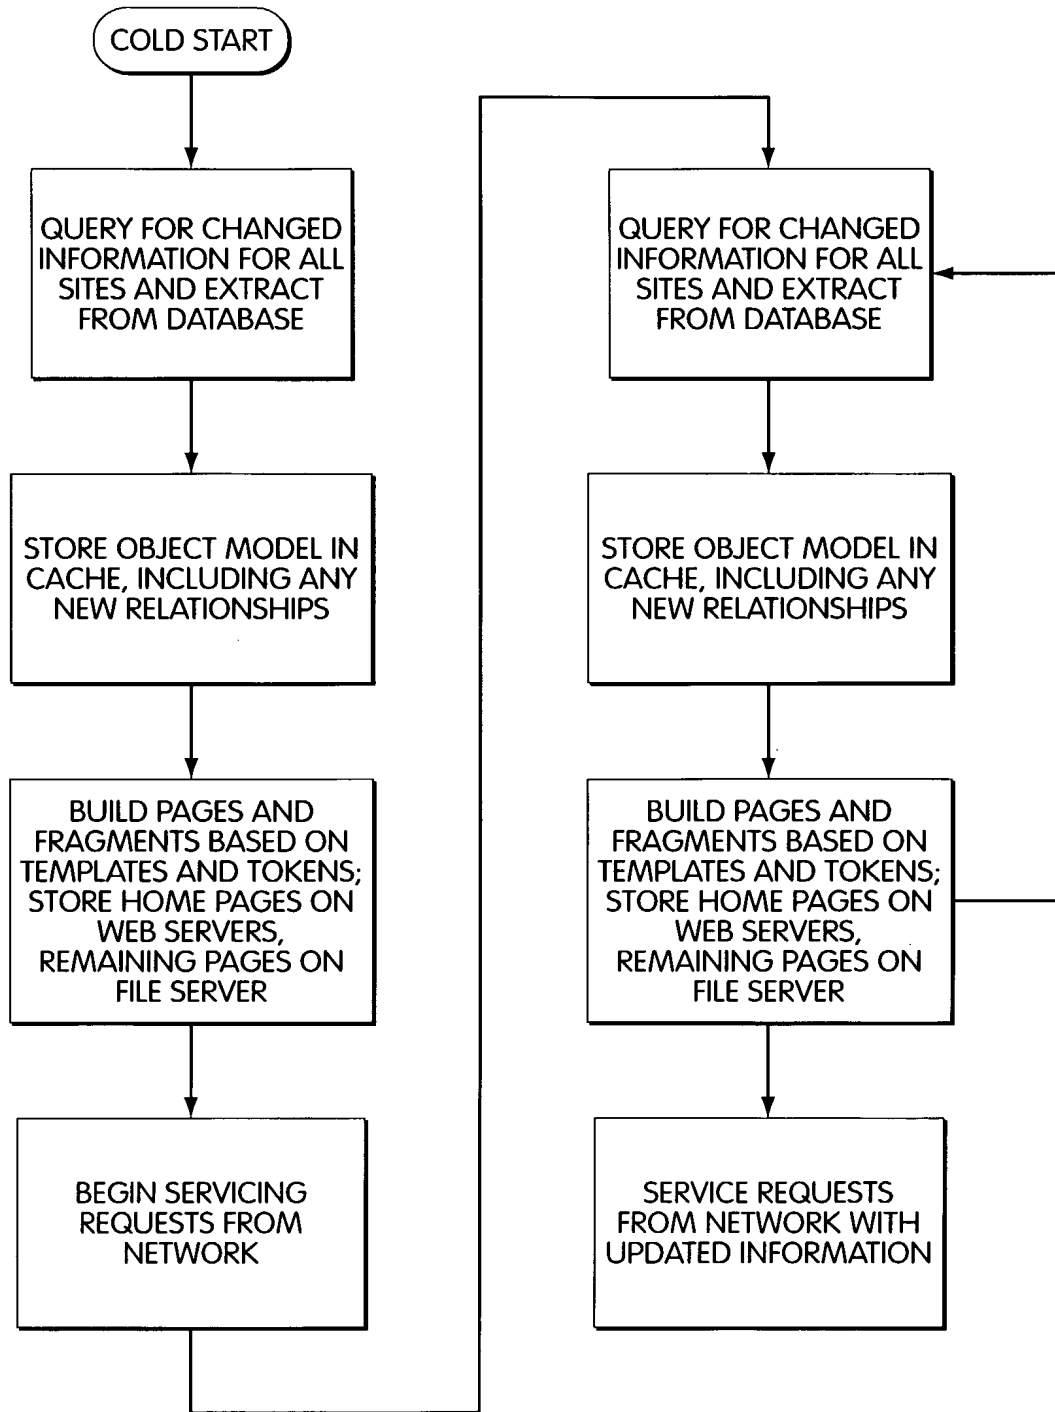 COLD START
QUERY FOR CHANGED
INFORMATION FOR ALL
SITES AND EXTRACT
FROM DATABASE
STORE OBJECT MODEL IN
CACHE, INCLUDING ANY
NEW RELATIONSHIPS
BUILD PAGES AND
FRAGMENTS BASED ON
TEMPLATES AND TOKENS;
STORE HOME PAGES ON
WEB SERVERS,
REMAINING PAGES ON
FILE SERVER
BEGIN SERVICING
REQUESTS FROM
NETWORK
QUERY FOR CHANGED
INFORMATION FOR ALL
SITES AND EXTRACT
FROM DATABASE
STORE OBJECT MODEL IN
CACHE, INCLUDING ANY
NEW RELATIONSHIPS
BUILD PAGES AND
FRAGMENTS BASED ON
TEMPLATES AND TOKENS;
STORE HOME PAGES ON
WEB SERVERS,
REMAINING PAGES ON
FILE SERVER
SERVICE REQUESTS
FROM NETWORK WITH
UPDATED INFORMATION